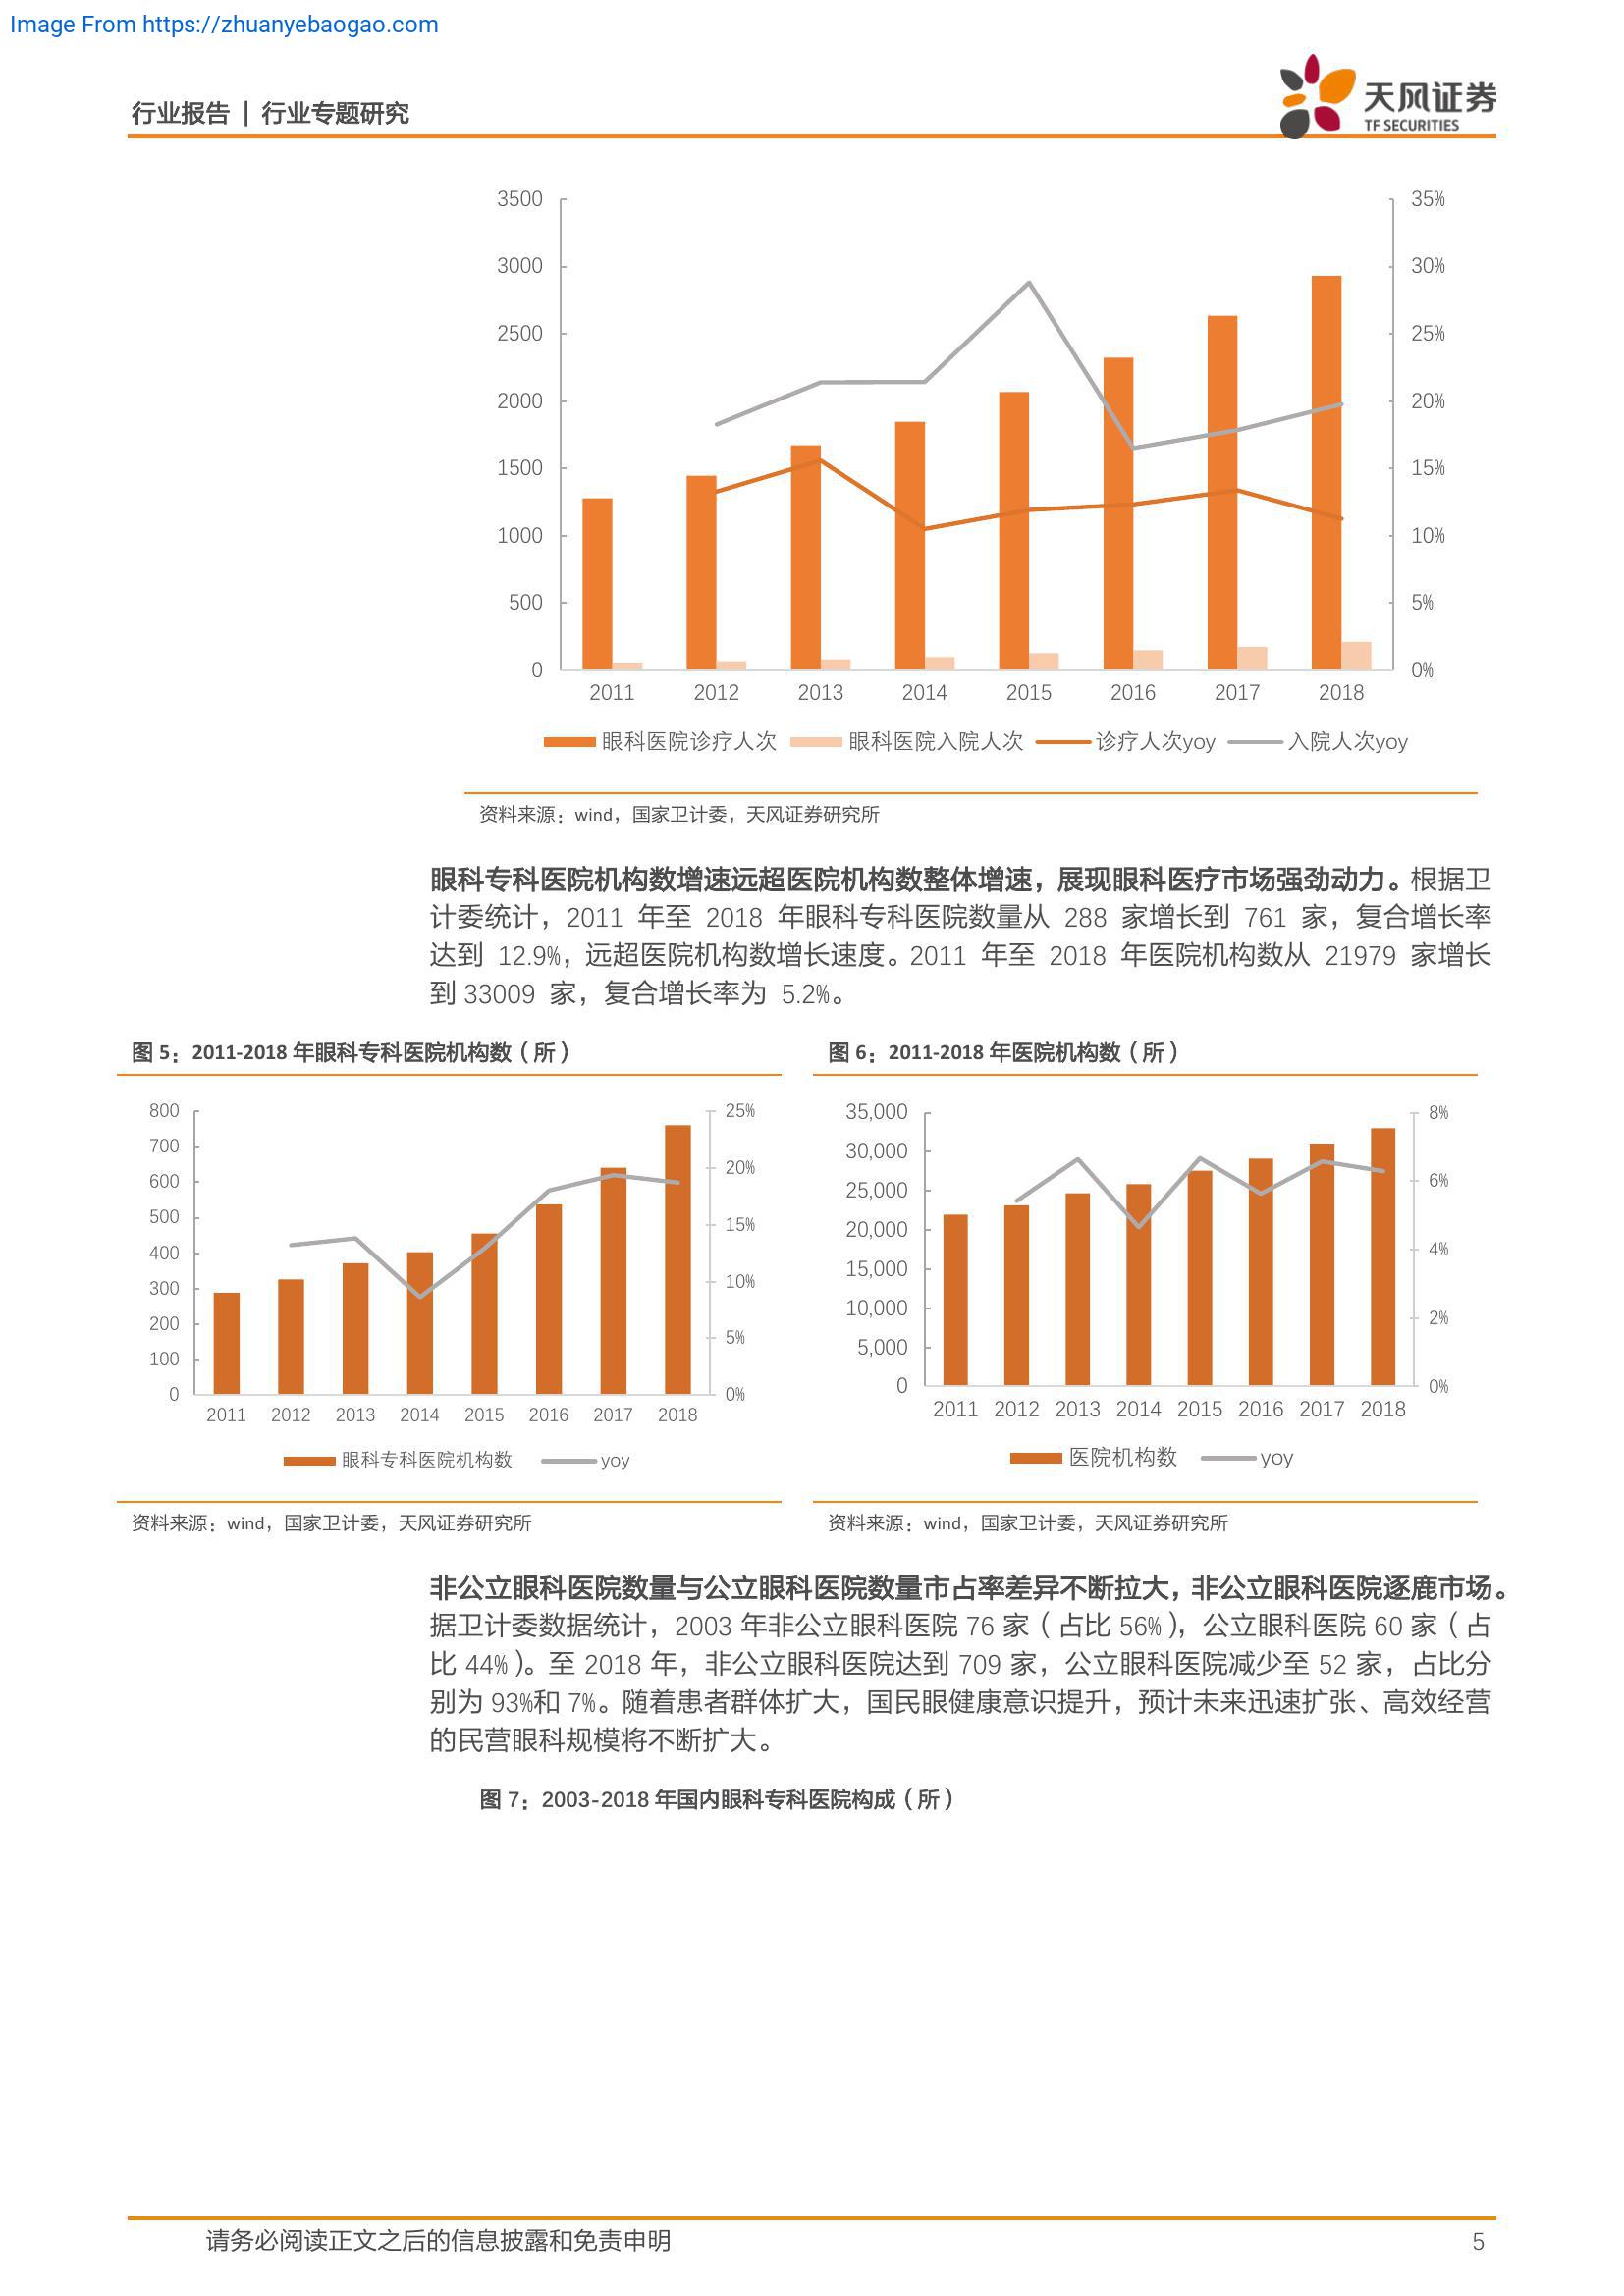 Image From https://zhuanyebaogao.com
行业报告 | 行业专题研究
天风证券
TF SECURITIES
3500
3000
2500
2000
1500
1000
500
0
35%
30%
25%
20%
15%
10%
5%
0%
2011 2012 2013 2014 2015 2016 2017 2018
眼科医院诊疗人次 眼科医院入院人次 诊疗人次yoy 入院人次yoy
资料来源：wind，国家卫计委，天风证券研究所
眼科专科医院机构数增速远超医院机构数整体增速，展现眼科医疗市场强劲动力。根据卫
计委统计，2011 年至 2018 年眼科专科医院数量从 288 家增长到 761 家，复合增长率
达到 12.9%，远超医院机构数增长速度。2011 年至 2018 年医院机构数从 21979 家增长
到 33009 家，复合增长率为 5.2%。
图 5：2011-2018 年眼科专科医院机构数（所）
800
700
600
500
400
300
200
100
0
25%
20%
15%
10%
5%
0%
2011 2012 2013 2014 2015 2016 2017 2018
眼科专科医院机构数 yoy
资料来源：wind，国家卫计委，天风证券研究所
图 6：2011-2018 年医院机构数（所）
35,000
30,000
25,000
20,000
15,000
10,000
5,000
0
8%
6%
4%
2%
0%
2011 2012 2013 2014 2015 2016 2017 2018
医院机构数 yoy
资料来源：wind，国家卫计委，天风证券研究所
非公立眼科医院数量与公立眼科医院数量市占率差异不断拉大，非公立眼科医院逐鹿市场。
据卫计委数据统计，2003 年非公立眼科医院 76 家（占比 56%），公立眼科医院 60 家（占
比 44%）。至 2018 年，非公立眼科医院达到 709 家，公立眼科医院减少至 52 家，占比分
别为 93%和 7%。随着患者群体扩大，国民眼健康意识提升，预计未来迅速扩张、高效经营
的民营眼科规模将不断扩大。
图 7：2003-2018 年国内眼科专科医院构成（所）
请务必阅读正文之后的信息披露和免责申明
5